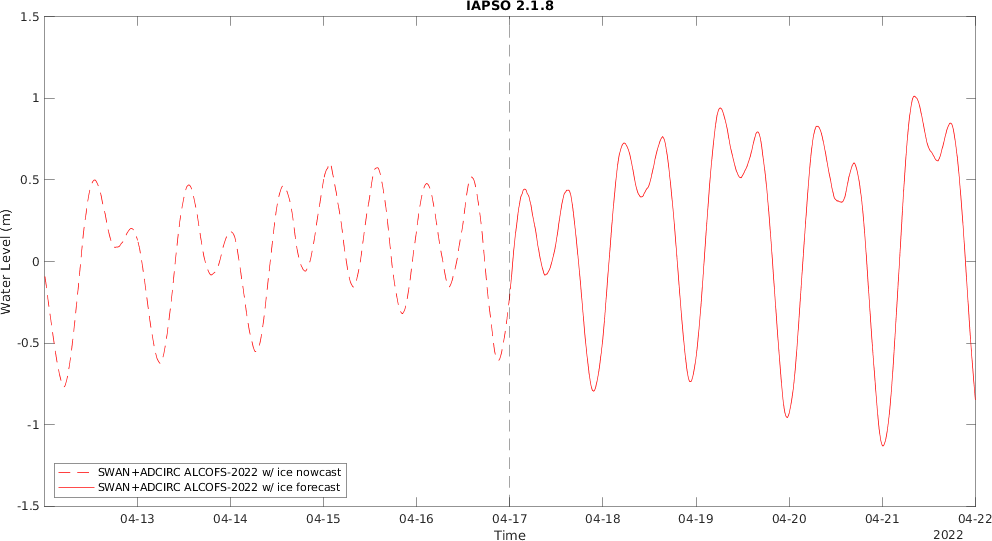 IAPSO 2.1.8
1.5
1
0.5
0
-0.5
-1
-1.5
Water Level (m)
SWAN+ADCIRC ALCOFS-2022 w/ ice nowcast
SWAN+ADCIRC ALCOFS-2022 w/ ice forecast
04-13 04-14 04-15 04-16 04-17 04-18 04-19 04-20 04-21 04-22
Time
2022